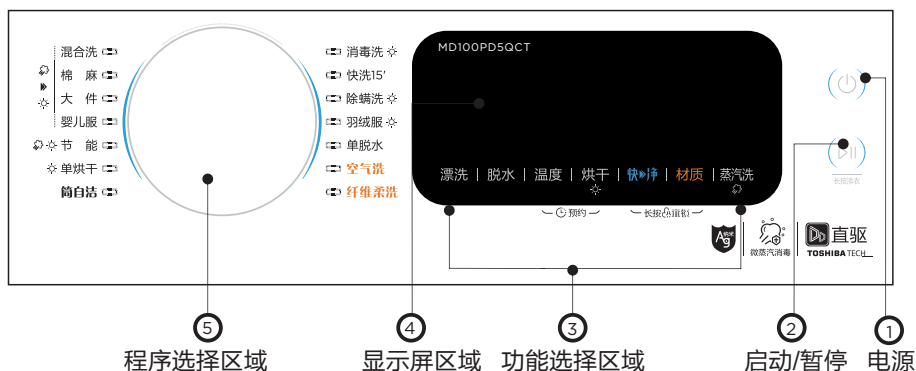 MD100PD5QCT
混合洗
棉 麻
大 件
婴儿服
节 能
单烘干
筒自洁
消毒洗
快洗15'
除螨洗
羽绒服
单脱水
空气洗
纤维柔洗
漂洗 | 脱水 | 温度 | 烘干 | 快净 | 材质 | 蒸汽洗
预约
长按童锁
长按添衣
Ag 纳米
微蒸汽消毒
DD 直驱
TOSHIBA TECH
5 4 3 2 1
程序选择区域 显示屏区域 功能选择区域 启动/暂停 电源